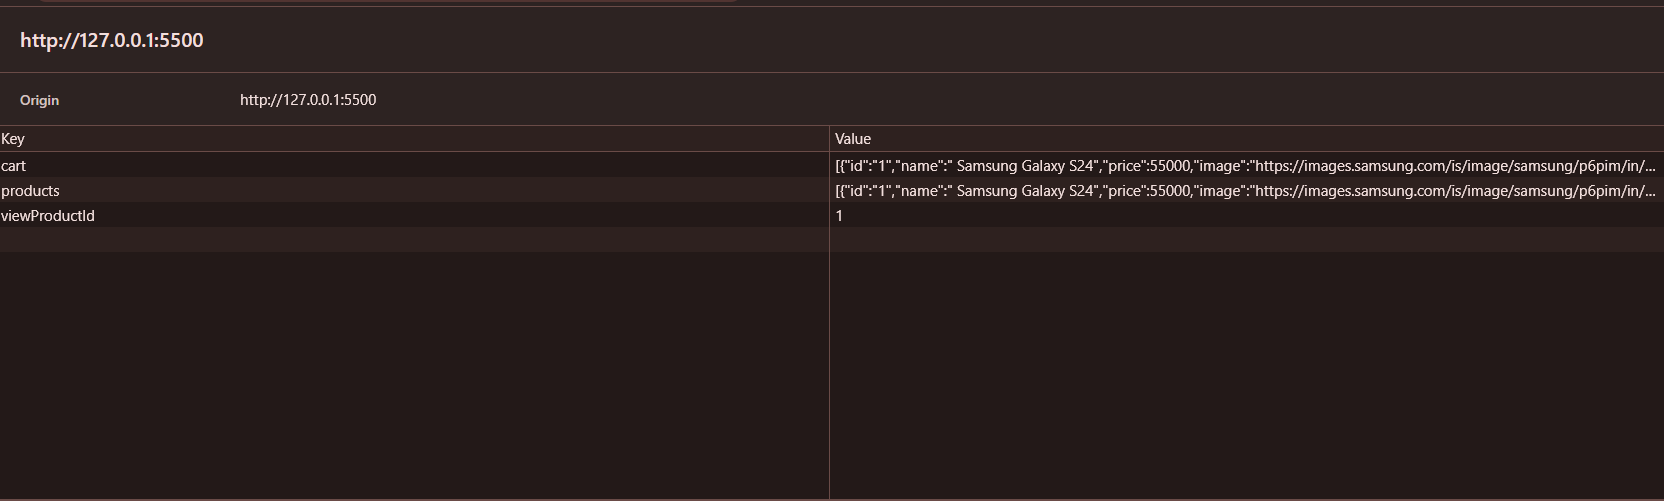 http://127.0.0.1:5500
Origin http://127.0.0.1:5500
Key Value
cart [{"id":"1","name":" Samsung Galaxy S24","price":55000,"image":"https://images.samsung.com/is/image/samsung/p6pim/in/...
products [{"id":"1","name":" Samsung Galaxy S24","price":55000,"image":"https://images.samsung.com/is/image/samsung/p6pim/in/...
viewProductId 1